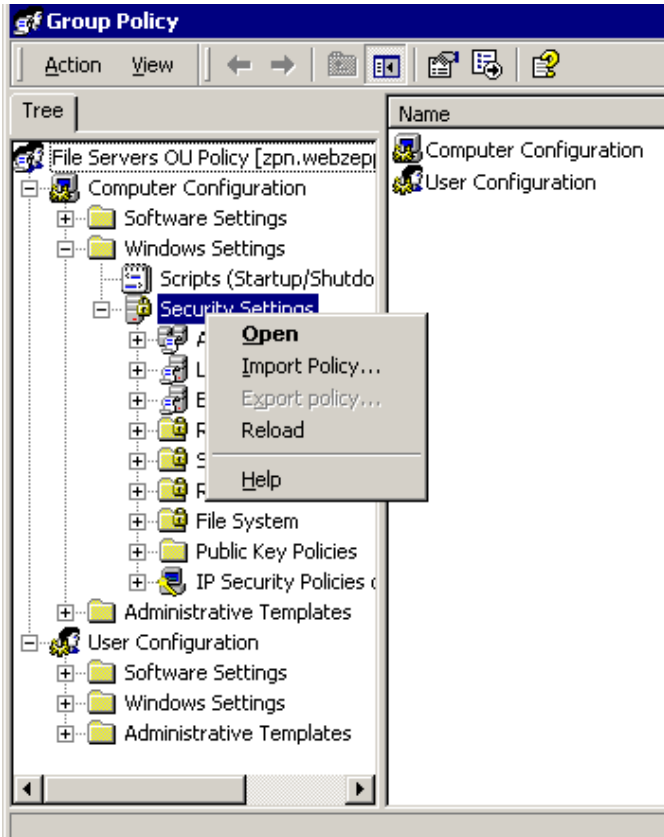 Group Policy
Action View
Tree
Name
File Servers OU Policy [zpn.webzepp
Computer Configuration
Computer Configuration
User Configuration
Software Settings
Windows Settings
Scripts (Startup/Shutdo
Security Settings
A
Open
L
Import Policy...
E
Export policy...
R
Reload
S
R
Help
File System
Public Key Policies
IP Security Policies o
Administrative Templates
User Configuration
Software Settings
Windows Settings
Administrative Templates